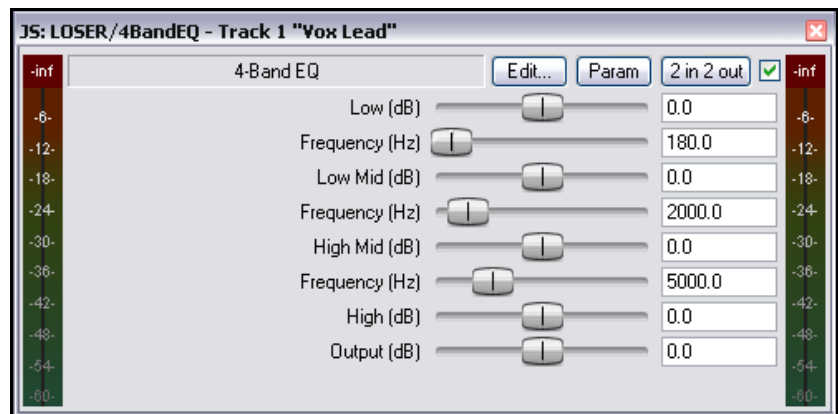 JS: LOSER/4BandEQ - Track 1 "Vox Lead"
-inf 4-Band EQ Edit... Param 2 in 2 out -inf
Low (dB) 0.0
-6- -6-
Frequency (Hz) 180.0
-12- -12-
Low Mid (dB) 0.0
-18- -18-
Frequency (Hz) 2000.0
-24- -24-
High Mid (dB) 0.0
-30- -30-
Frequency (Hz) 5000.0
-36- -36-
-42- -42-
High (dB) 0.0
-48- -48-
Output (dB) 0.0
-54- -54-
-60- -60-